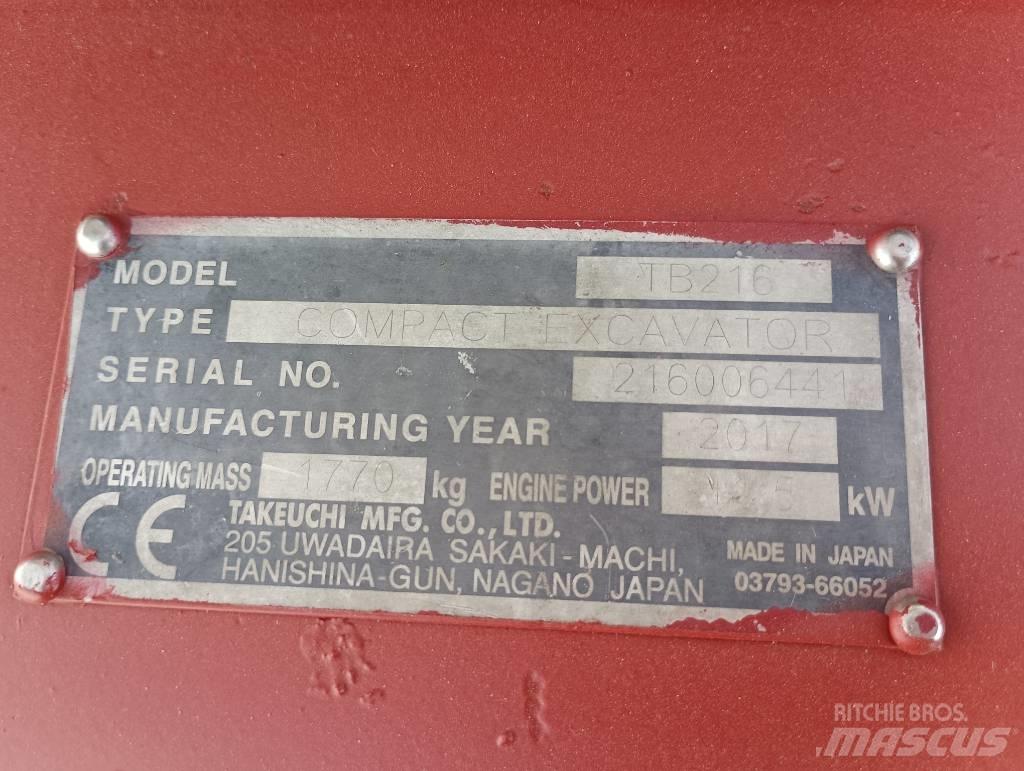 MODEL TB216
TYPE COMPACT EXCAVATOR
SERIAL NO. 216006441
MANUFACTURING YEAR 2017
OPERATING MASS 1770 kg ENGINE POWER kW
CE TAKEUCHI MFG. CO., LTD.
205 UWADAIRA SAKAKI-MACHI,
HANISHINA-GUN, NAGANO JAPAN
MADE IN JAPAN
03793-66052
RITCHIE BROS.
MASCUS